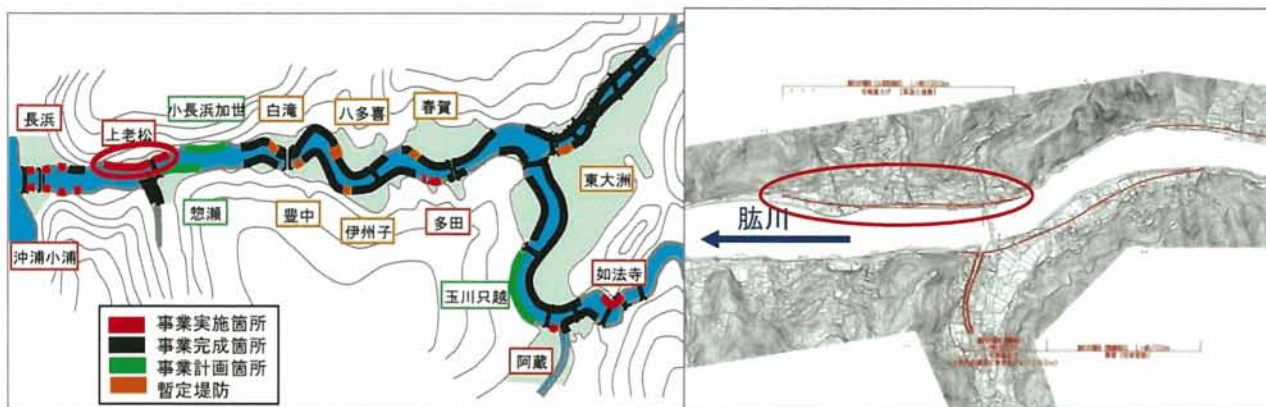 長浜
上老松
小長浜加世
白滝
八多喜
春賀
東大洲
惣瀬
豊中
伊州子
多田
沖浦小浦
玉川只越
如法寺
阿蔵
事業実施箇所
事業完成箇所
事業計画箇所
暫定堤防
肱川